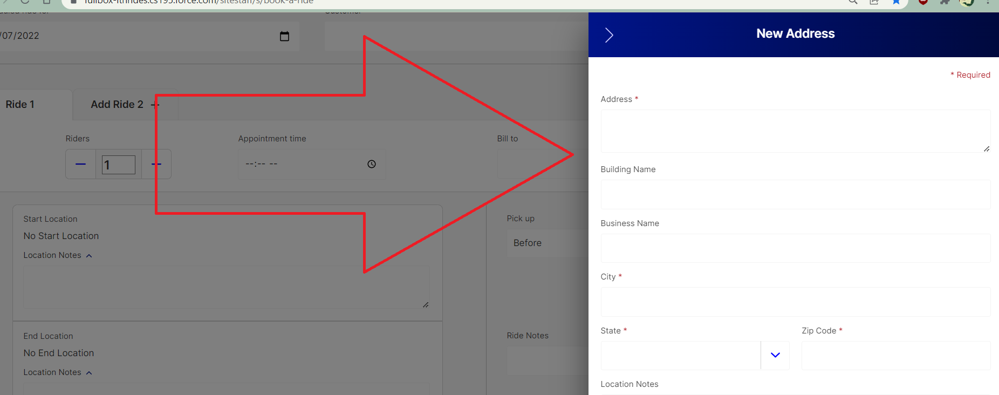 book-a-ride
/07/2022
Ride 1
Add Ride 2 +
Riders
Appointment time
Bill to
1
--:-- --
Start Location
No Start Location
Location Notes
Pick up
Before
End Location
No End Location
Location Notes
Ride Notes
New Address
* Required
Address *
Building Name
Business Name
City *
State *
Zip Code *
Location Notes